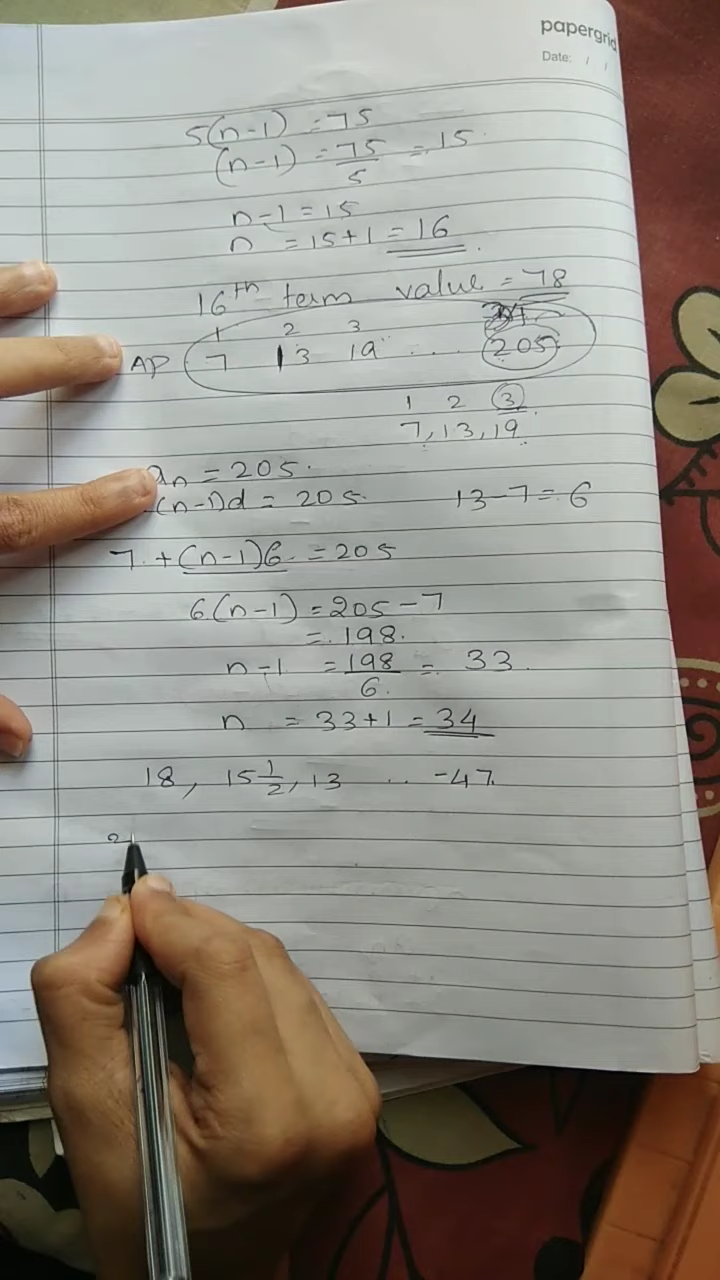 papergrid
Date: / /
5(n-1) = 75
(n-1) = 75/5 = 15
n-1 = 15
n = 15+1 = 16.
16th term value = 78
1 2 3
AP 7 13 19 ... 205
1 2 3
7, 13, 19
an = 205.
(n-1)d = 205. 13-7 = 6
7 + (n-1)6 = 205
6(n-1) = 205-7
= 198.
n-1 = 198/6 = 33.
n = 33+1 = 34
18, 15 1/2, 13 .. -47.